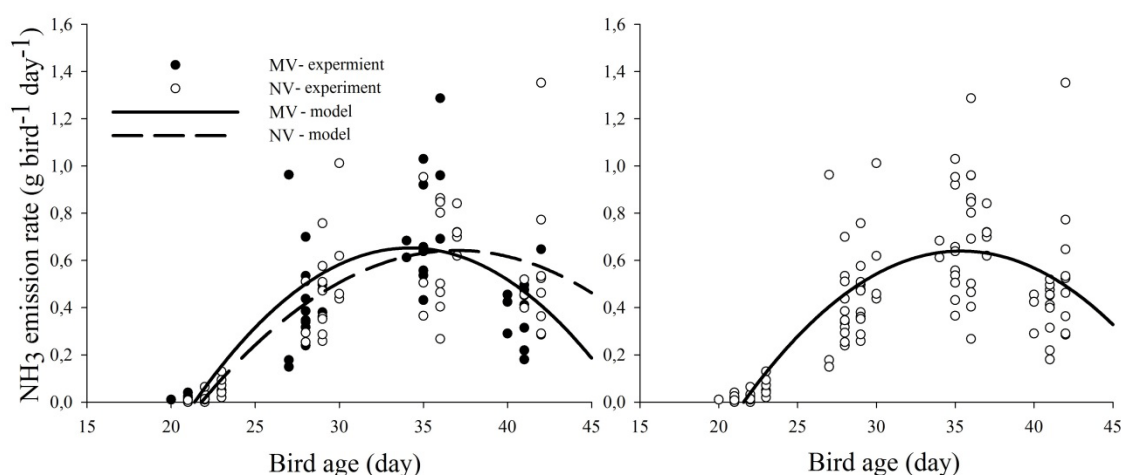 NH3 emission rate (g bird-1 day-1)
1,6
1,4
1,2
1,0
0,8
0,6
0,4
0,2
0,0
MV- expermient
NV- experiment
MV- model
NV - model
15 20 25 30 35 40 45
Bird age (day)
1,6
1,4
1,2
1,0
0,8
0,6
0,4
0,2
0,0
15 20 25 30 35 40 45
Bird age (day)